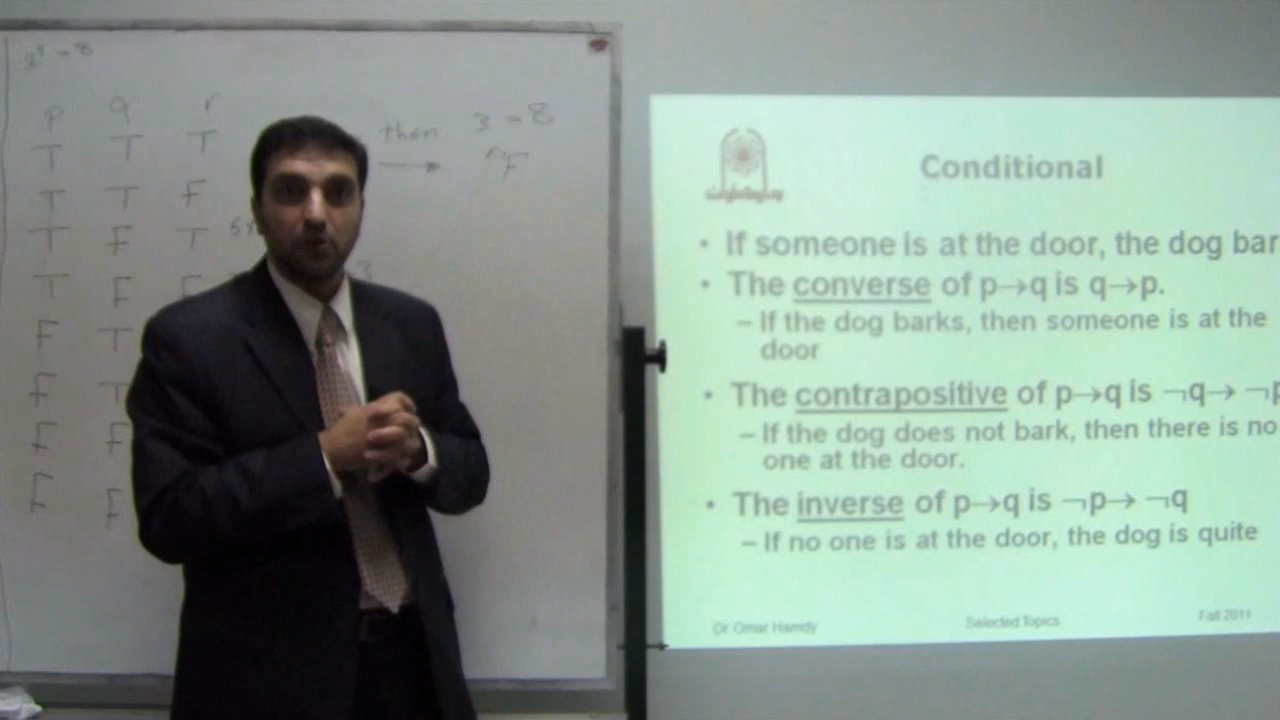 p q r
T T T
T T F
T F T
T F F
F T
F T
F F
F F
then 3 = 8
F
Conditional
• If someone is at the door, the dog bar
• The converse of p→q is q→p.
– If the dog barks, then someone is at the
door
• The contrapositive of p→q is ¬q→ ¬p
– If the dog does not bark, then there is no
one at the door.
• The inverse of p→q is ¬p→ ¬q
– If no one is at the door, the dog is quite
Dr Omar Hamdy Selected Topics Fall 2011